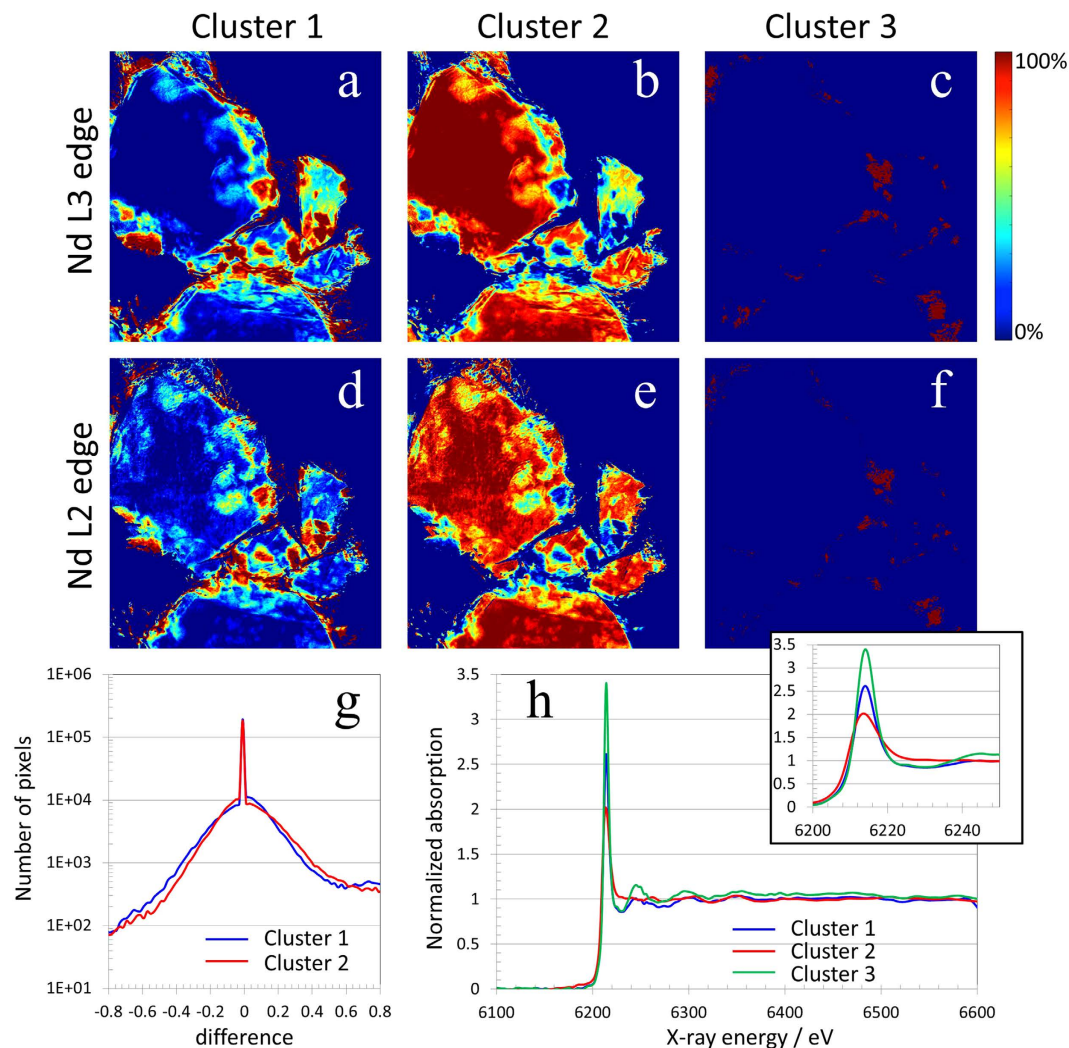 Cluster 1 Cluster 2 Cluster 3
Nd L3 edge
a b c
100%
0%
Nd L2 edge
d e f
g
Number of pixels
1E+06
1E+05
1E+04
1E+03
1E+02
1E+01
-0.8 -0.6 -0.4 -0.2 0 0.2 0.4 0.6 0.8
difference
Cluster 1
Cluster 2
h
Normalized absorption
3.5
3
2.5
2
1.5
1
0.5
0
6100 6200 6300 6400 6500 6600
X-ray energy / eV
Cluster 1
Cluster 2
Cluster 3
3.5
3
2.5
2
1.5
1
0.5
0
6200 6220 6240